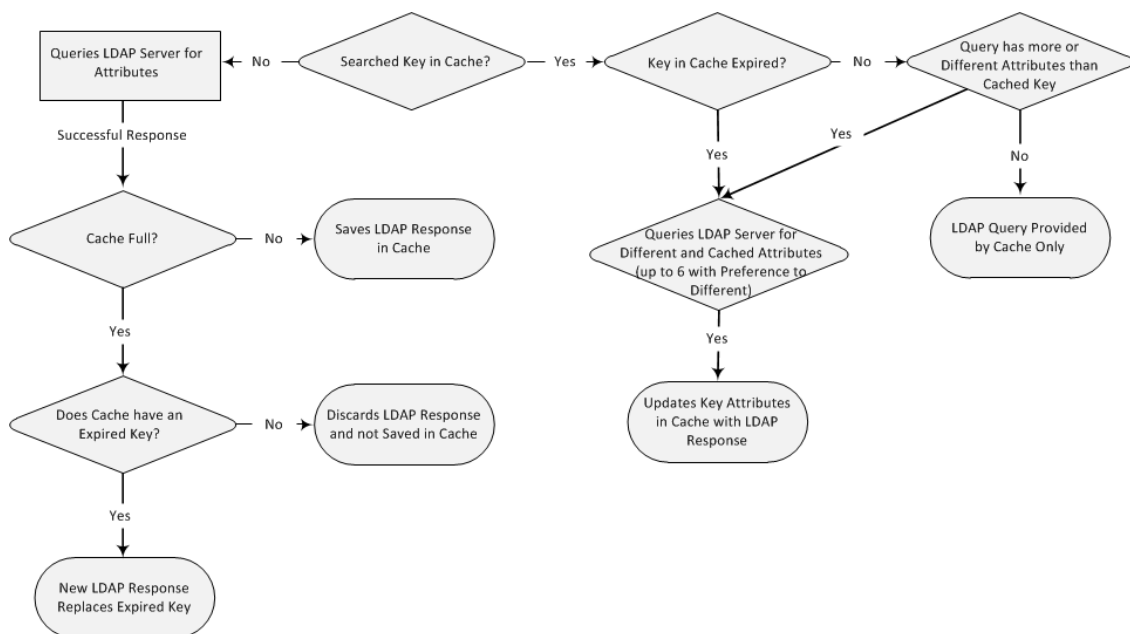 Queries LDAP Server for
Attributes
No
Searched Key in Cache?
Yes
Key in Cache Expired?
No
Query has more or
Different Attributes than
Cached Key
Successful Response
Yes
Yes
No
Cache Full?
No
Saves LDAP Response
in Cache
Queries LDAP Server for
Different and Cached Attributes
(up to 6 with Preference to
Different)
LDAP Query Provided
by Cache Only
Yes
Yes
Does Cache have an
Expired Key?
No
Discards LDAP Response
and not Saved in Cache
Updates Key Attributes
in Cache with LDAP
Response
Yes
New LDAP Response
Replaces Expired Key